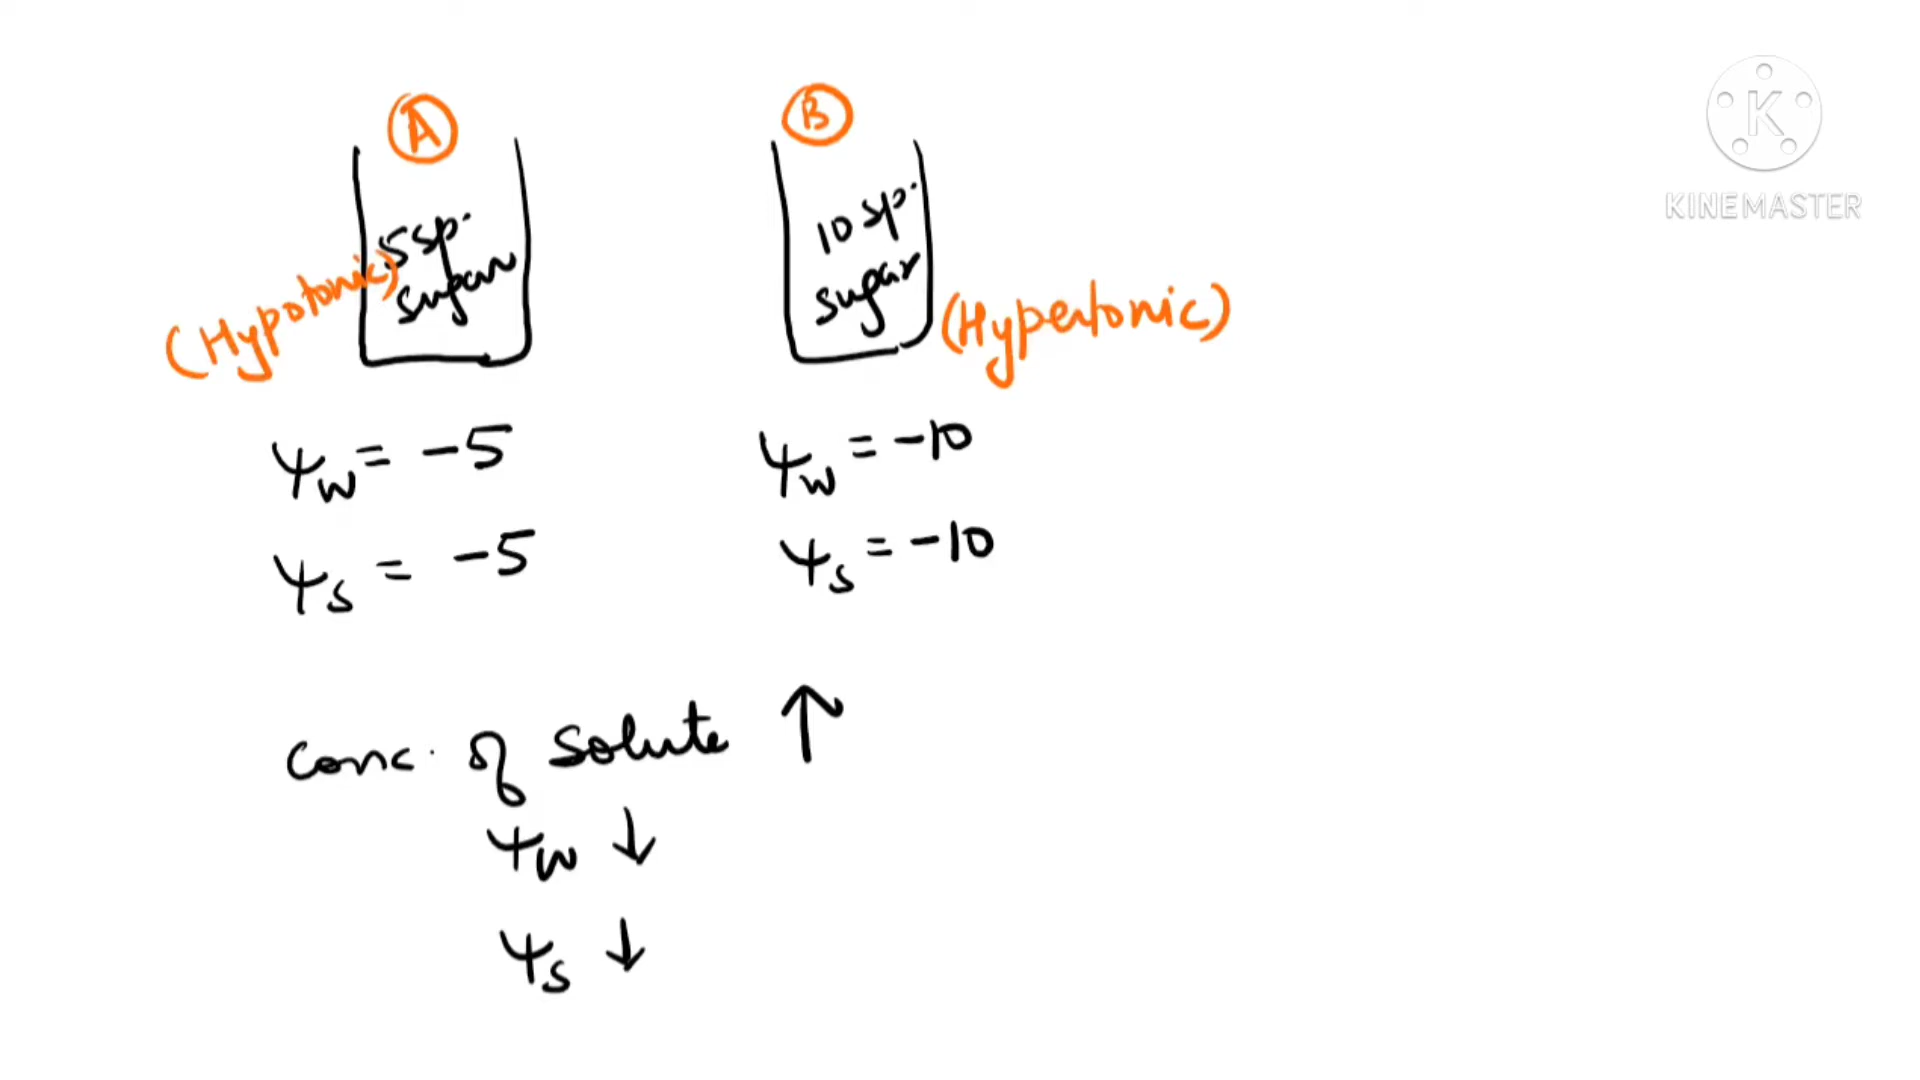 A
B
5 sp.
sugar
10 sp.
sugar
(Hypotonic)
(Hypertonic)
Ψw = -5
Ψw = -10
Ψs = -5
Ψs = -10
Conc. of Solute ↑
Ψw ↓
Ψs ↓
K
KINEMASTER